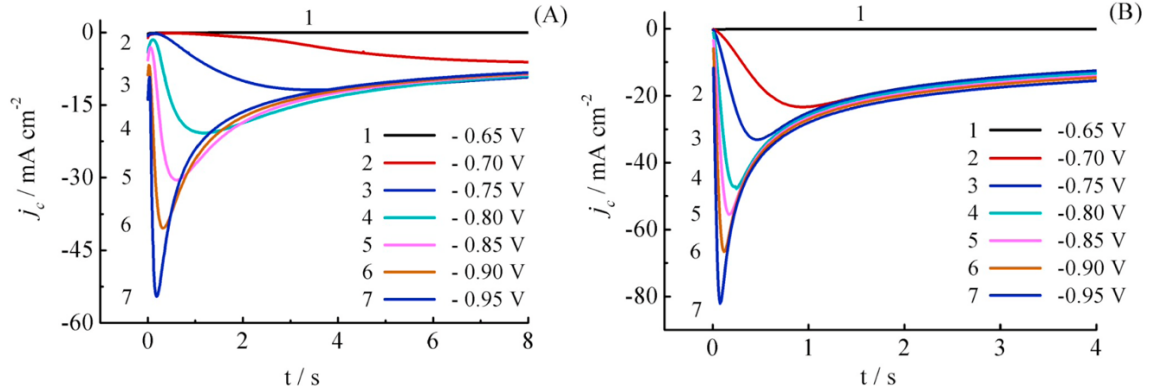 (A)
1
0
-15
-30
-45
-60
j_c / mA cm⁻²
2
3
4
5
6
7
1 - 0.65 V
2 - 0.70 V
3 - 0.75 V
4 - 0.80 V
5 - 0.85 V
6 - 0.90 V
7 - 0.95 V
0 2 4 6 8
t / s
(B)
1
0
-20
-40
-60
-80
j_c / mA cm⁻²
2
3
4
5
6
7
1 -0.65 V
2 -0.70 V
3 -0.75 V
4 -0.80 V
5 -0.85 V
6 -0.90 V
7 -0.95 V
0 1 2 3 4
t / s